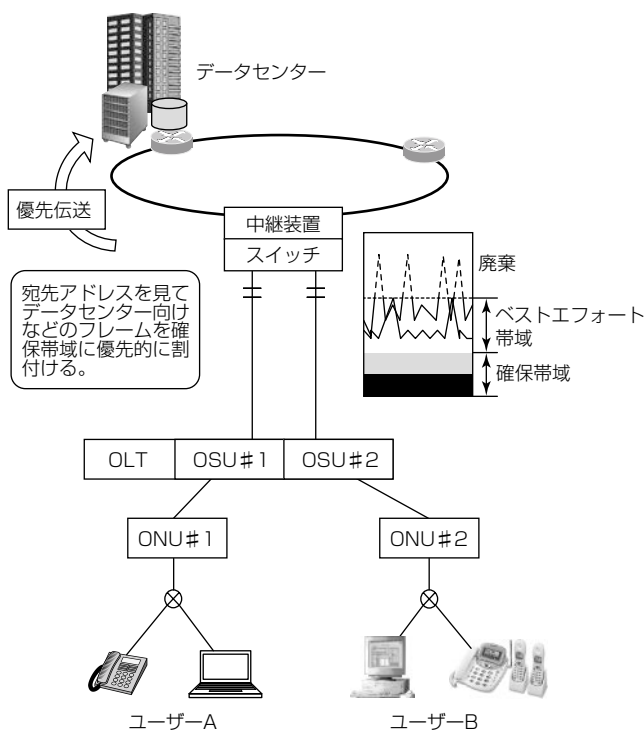 データセンター
優先伝送
中継装置
スイッチ
宛先アドレスを見て
データセンター向け
などのフレームを確
保帯域に優先的に割
付ける。
廃棄
ベストエフォート
帯域
確保帯域
OLT
OSU♯1
OSU♯2
ONU♯1
ONU♯2
ユーザーA
ユーザーB